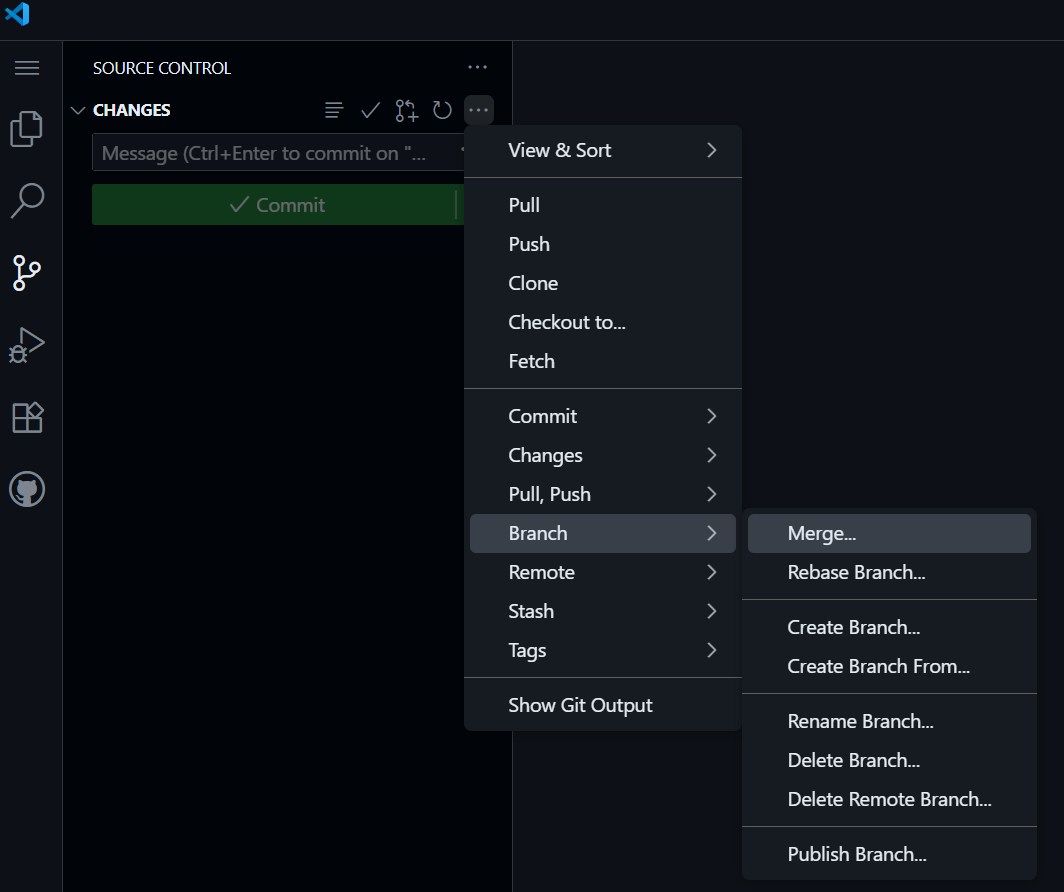 SOURCE CONTROL
CHANGES
Message (Ctrl+Enter to commit on "...
Commit
View & Sort
Pull
Push
Clone
Checkout to...
Fetch
Commit
Changes
Pull, Push
Branch
Remote
Stash
Tags
Show Git Output
Merge...
Rebase Branch...
Create Branch...
Create Branch From...
Rename Branch...
Delete Branch...
Delete Remote Branch...
Publish Branch...